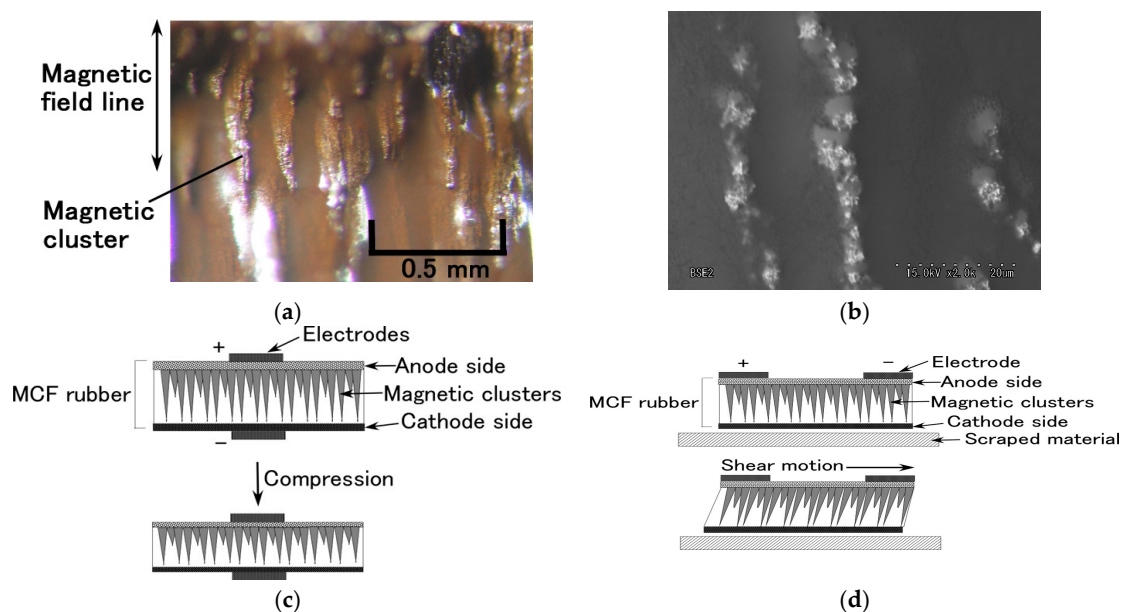 Magnetic
field line
Magnetic
cluster
0.5 mm
(a)
BSE2
15.0kV x2.0k 20um
(b)
+
Electrodes
Anode side
MCF rubber
Magnetic clusters
Cathode side
−
Compression
(c)
+
−
Electrode
Anode side
MCF rubber
Magnetic clusters
Cathode side
Scraped material
Shear motion
(d)